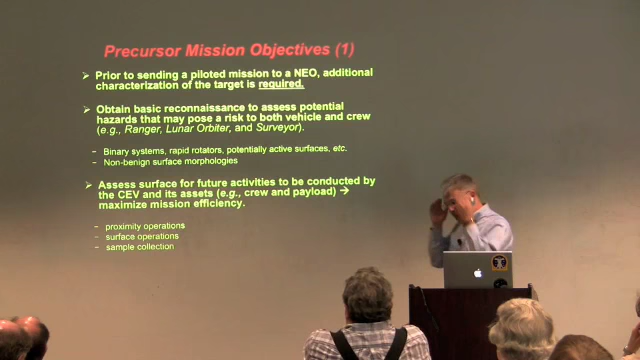 Precursor Mission Objectives (1)
➢ Prior to sending a piloted mission to a NEO, additional
characterization of the target is required.
➢ Obtain basic reconnaissance to assess potential
hazards that may pose a risk to both vehicle and crew
(e.g., Ranger, Lunar Orbiter, and Surveyor).
– Binary systems, rapid rotators, potentially active surfaces, etc.
– Non-benign surface morphologies
➢ Assess surface for future activities to be conducted by
the CEV and its assets (e.g., crew and payload) →
maximize mission efficiency.
– proximity operations
– surface operations
– sample collection